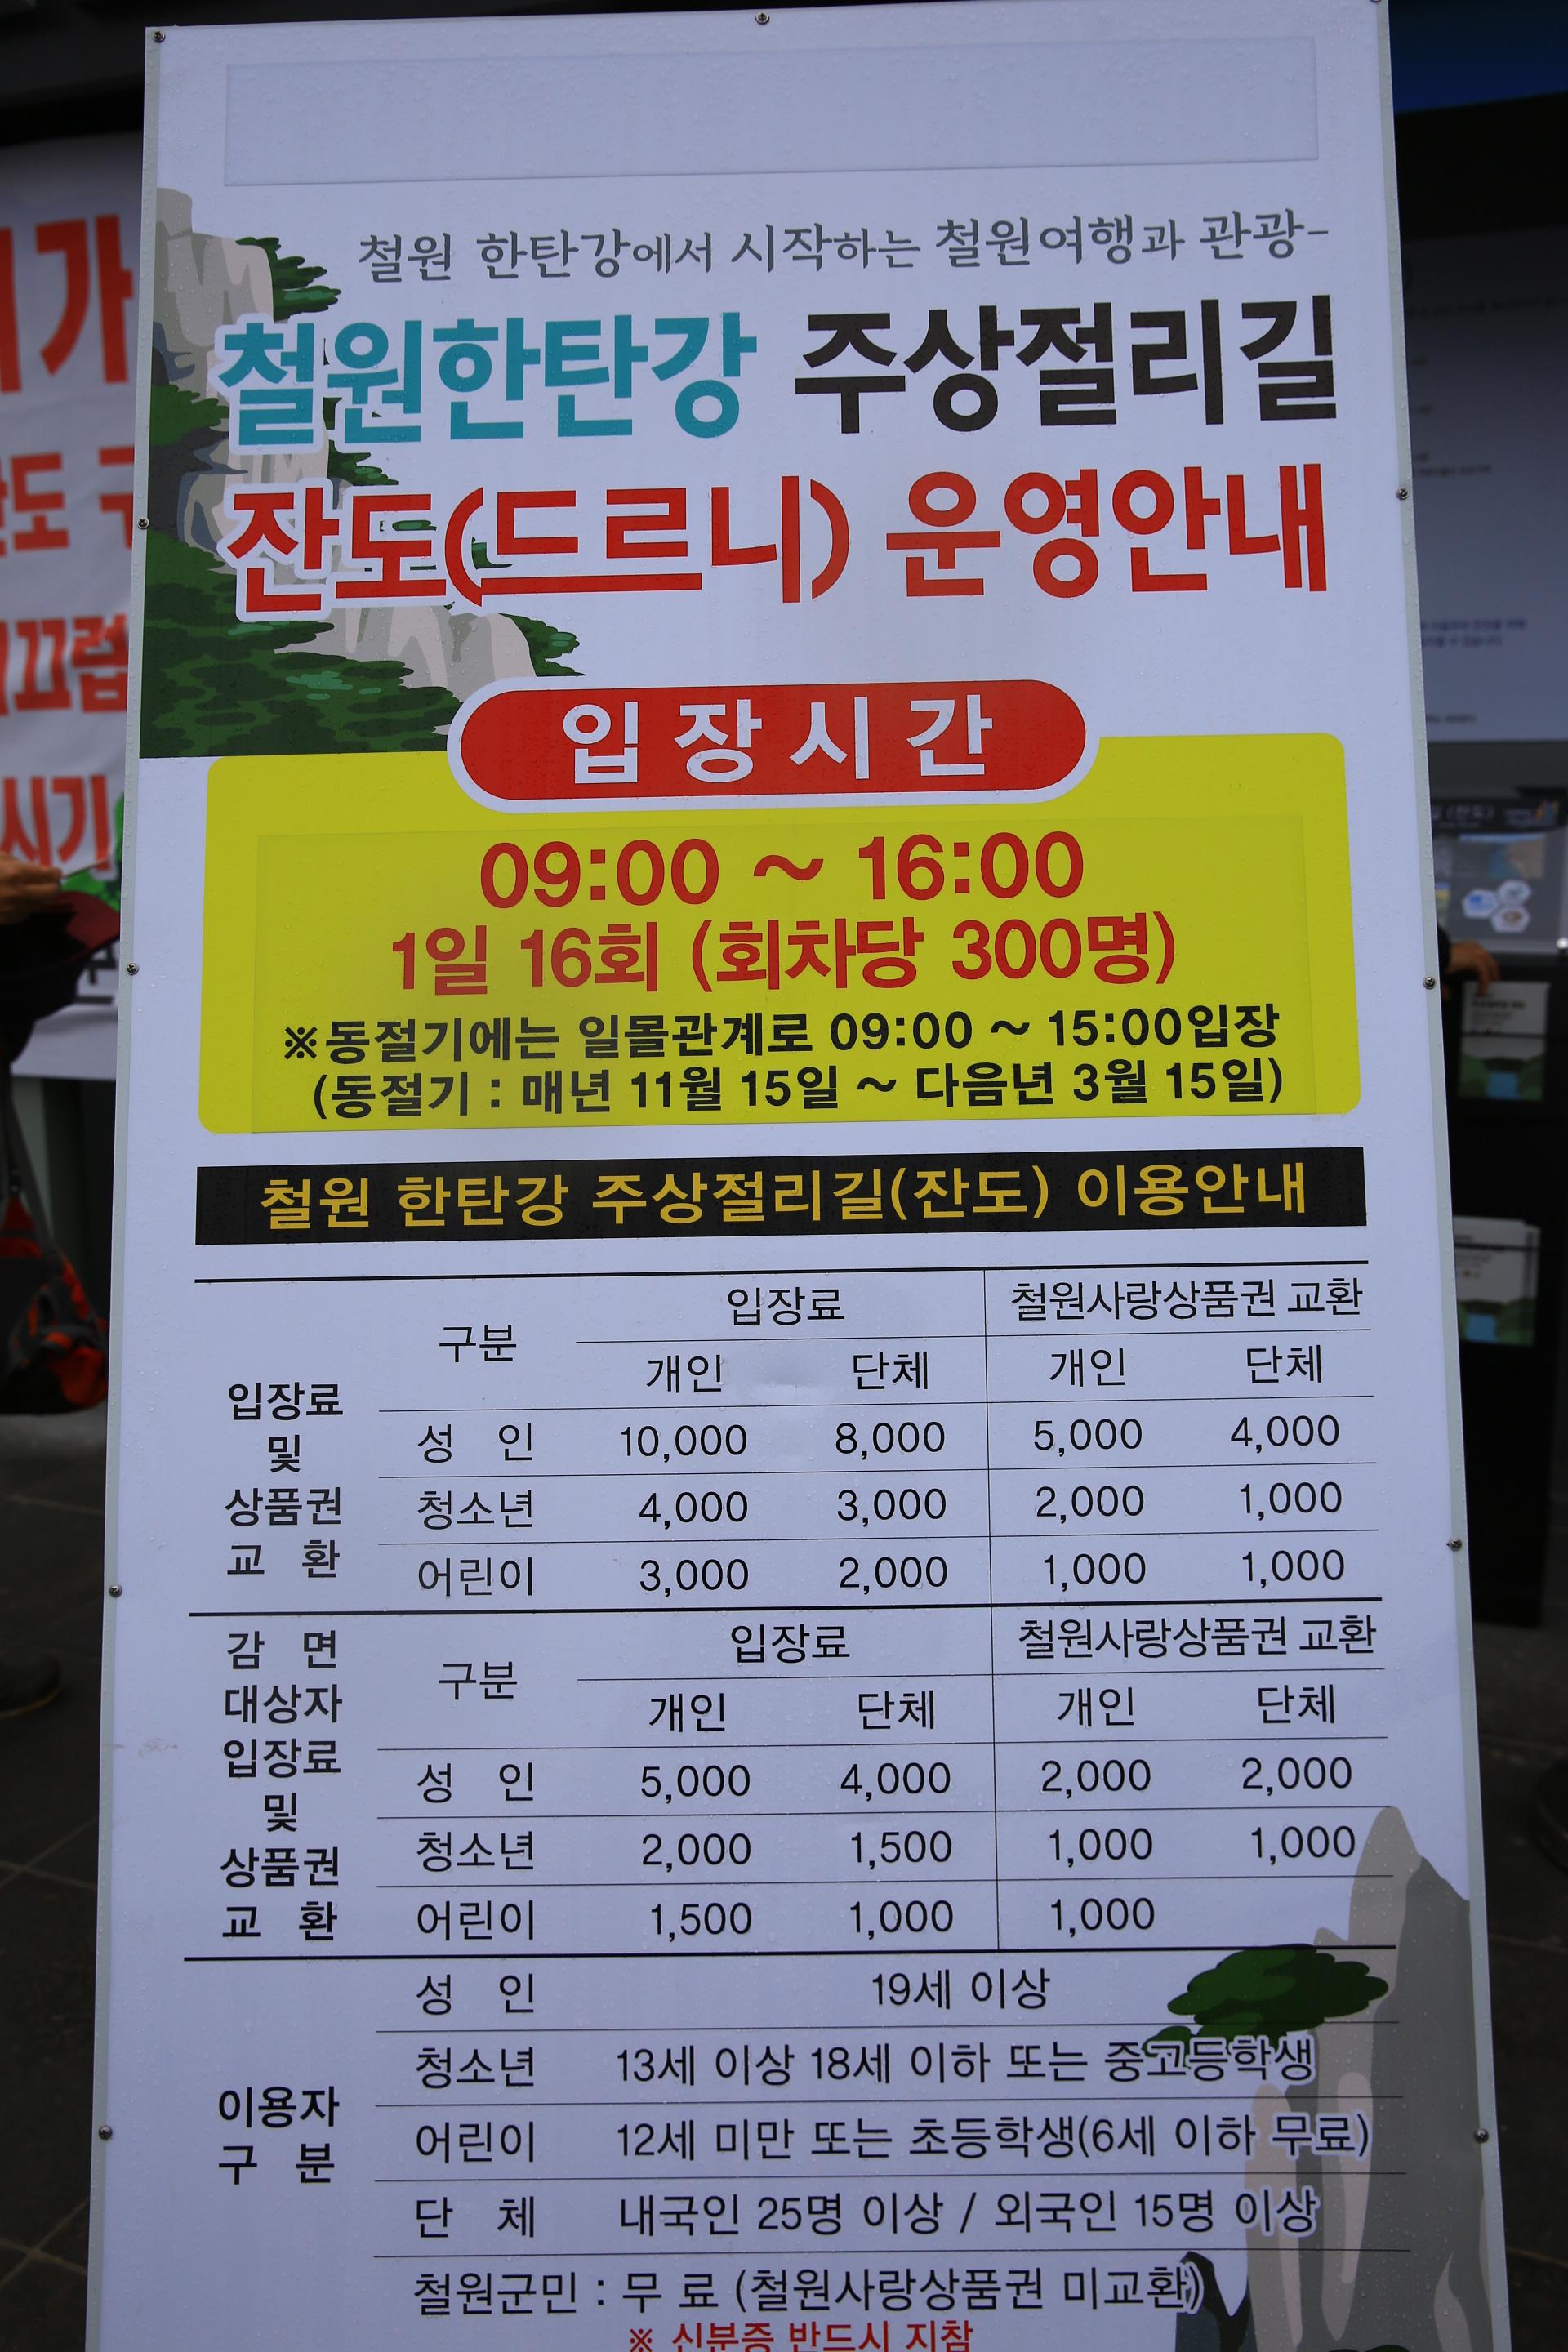 철원 한탄강에서 시작하는 철원여행과 관광-
철원한탄강 주상절리길
잔도(드르니) 운영안내
입장시간
09:00 ~ 16:00
1일 16회 (회차당 300명)
※동절기에는 일몰관계로 09:00 ~ 15:00입장
(동절기 : 매년 11월 15일 ~ 다음년 3월 15일)
철원 한탄강 주상절리길(잔도) 이용안내
입장료 및 상품권 교 환
구분 입장료 철원사랑상품권 교환
개인 단체 개인 단체
성 인 10,000 8,000 5,000 4,000
청소년 4,000 3,000 2,000 1,000
어린이 3,000 2,000 1,000 1,000
감 면 대상자 입장료 및 상품권 교 환
구분 입장료 철원사랑상품권 교환
개인 단체 개인 단체
성 인 5,000 4,000 2,000 2,000
청소년 2,000 1,500 1,000 1,000
어린이 1,500 1,000 1,000
이용자 구 분
성 인 19세 이상
청소년 13세 이상 18세 이하 또는 중고등학생
어린이 12세 미만 또는 초등학생(6세 이하 무료)
단 체 내국인 25명 이상 / 외국인 15명 이상
철원군민 : 무 료 (철원사랑상품권 미교환)
※ 신분증 반드시 지참